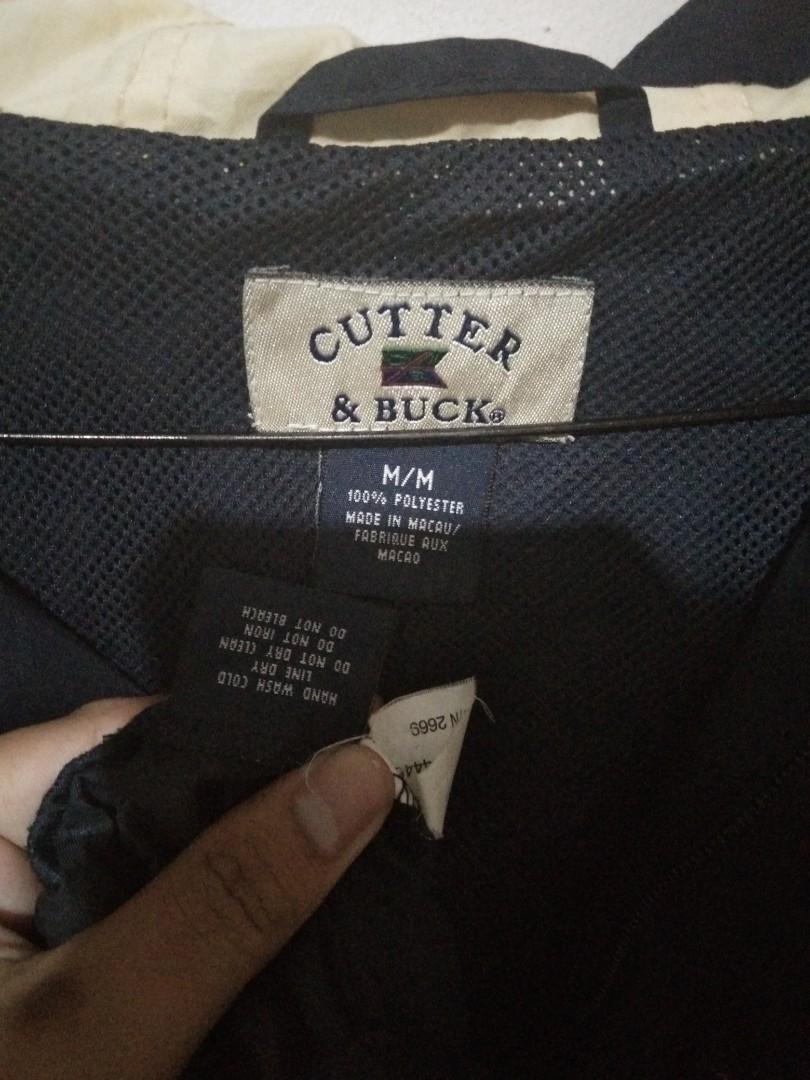 CUTTER
& BUCK®
M/M
100% POLYESTER
MADE IN MACAU/
FABRIQUE AUX
MACAO
HAND WASH COLD
LINE DRY
DO NOT DRY CLEAN
DO NOT IRON
DO NOT BLEACH
2669